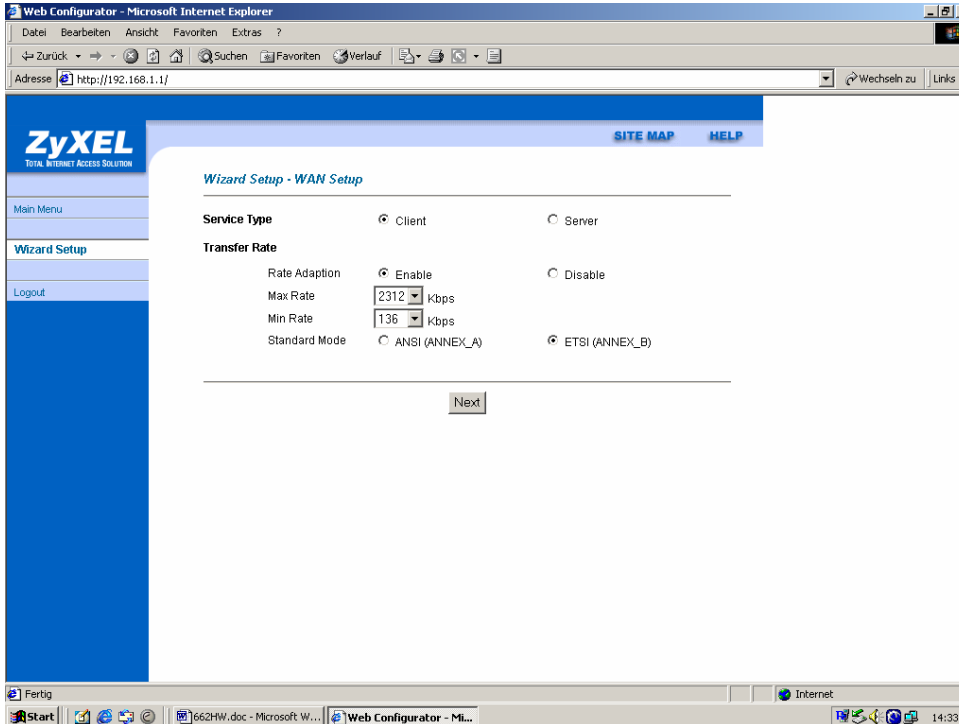 Web Configurator - Microsoft Internet Explorer
Datei Bearbeiten Ansicht Favoriten Extras ?
Zurück Suchen Favoriten Verlauf
Adresse http://192.168.1.1/ Wechseln zu Links
ZyXEL
TOTAL INTERNET ACCESS SOLUTION
SITE MAP HELP
Wizard Setup - WAN Setup
Main Menu
Wizard Setup
Logout
Service Type Client Server
Transfer Rate
Rate Adaption Enable Disable
Max Rate 2312 Kbps
Min Rate 136 Kbps
Standard Mode ANSI (ANNEX_A) ETSI (ANNEX_B)
Next
Fertig Internet
Start 662HW.doc - Microsoft W... Web Configurator - Mi... 14:33